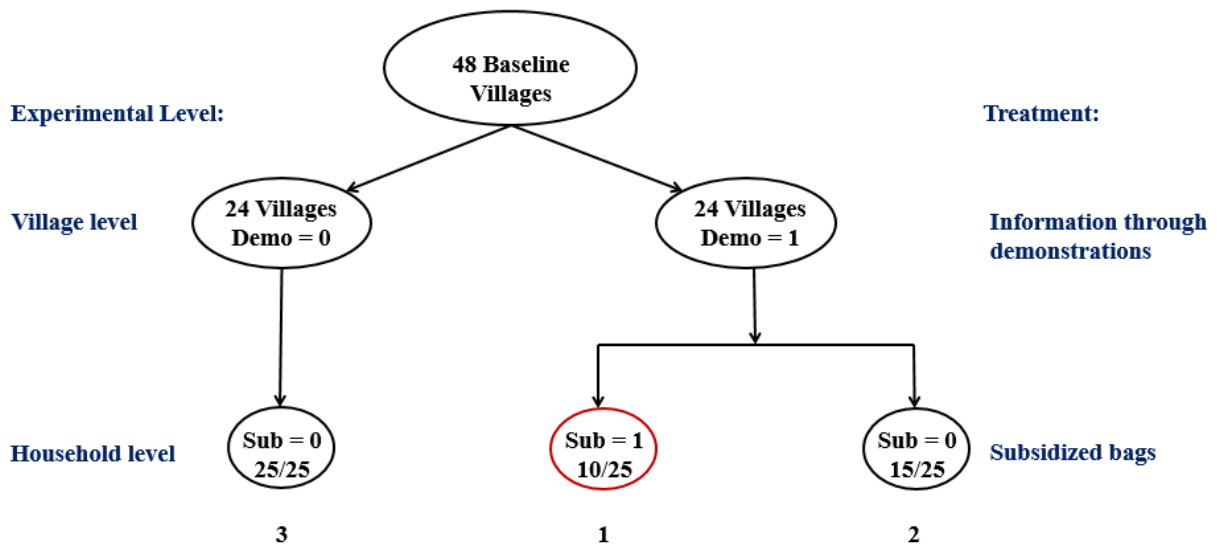 48 Baseline
Villages
Experimental Level:
Treatment:
24 Villages
Demo = 0
24 Villages
Demo = 1
Village level
Information through
demonstrations
Household level
Sub = 0
25/25
Sub = 1
10/25
Sub = 0
15/25
Subsidized bags
3
1
2